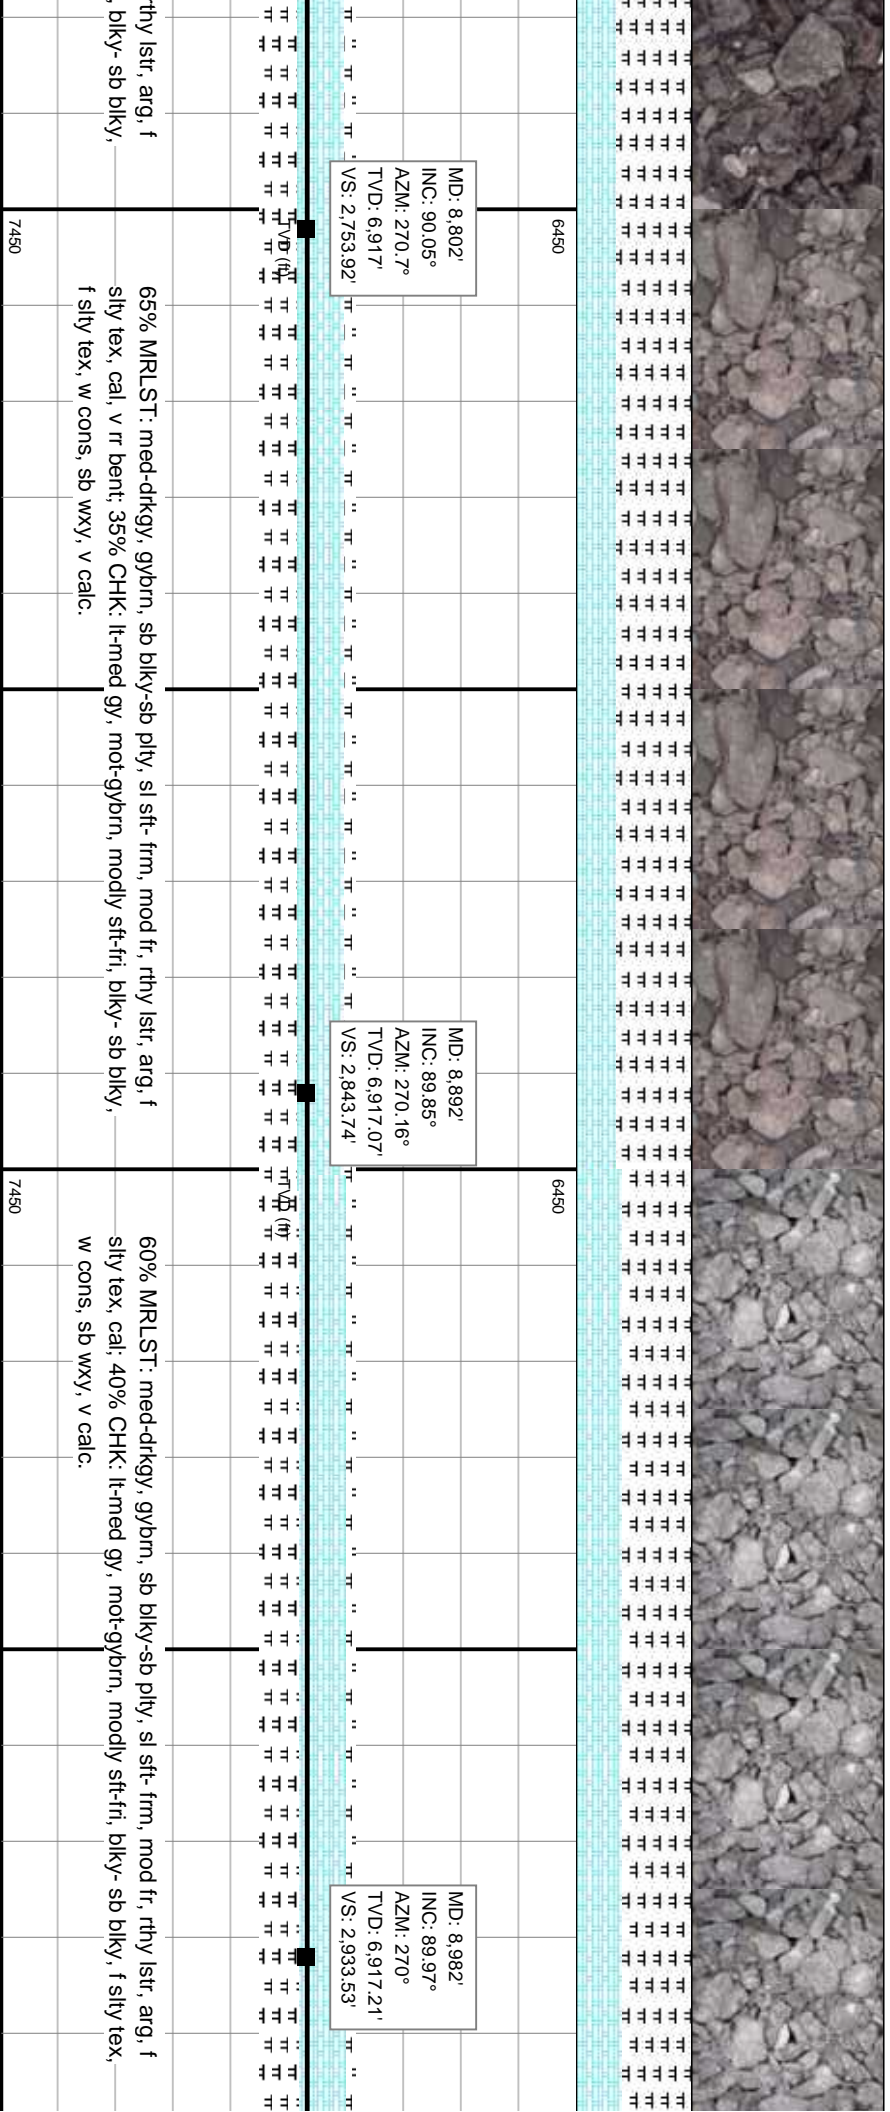 rthy lstr, arg, f
, blky- sb blky,
MD: 8,802'
INC: 90.05°
AZM: 270.7°
TVD: 6,917'
VS: 2,753.92'
6450
TVD (ft)
7450
65% MRLST: med-drkgy, gybrn, sb blky-sb plty, sl sft- frm, mod fr, rthy lstr, arg, f
slty tex, cal, v rr bent; 35% CHK: lt-med gy, mot-gybrn, modly sft-fri, blky- sb blky,
f slty tex, w cons, sb wxy, v calc.
MD: 8,892'
INC: 89.85°
AZM: 270.16°
TVD: 6,917.07'
VS: 2,843.74'
6450
TVD (ft)
7450
60% MRLST: med-drkgy, gybrn, sb blky-sb plty, sl sft- frm, mod fr, rthy lstr, arg, f
slty tex, cal; 40% CHK: lt-med gy, mot-gybrn, modly sft-fri, blky- sb blky, f slty tex,
w cons, sb wxy, v calc.
MD: 8,982'
INC: 89.97°
AZM: 270°
TVD: 6,917.21'
VS: 2,933.53'